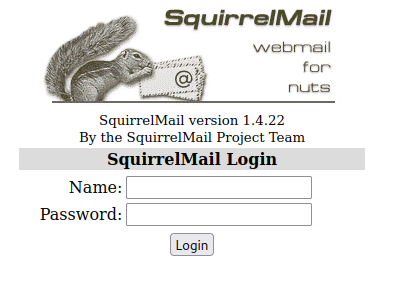 SquirrelMail
webmail
for
nuts
@
SquirrelMail version 1.4.22
By the SquirrelMail Project Team
SquirrelMail Login
Name:
Password:
Login